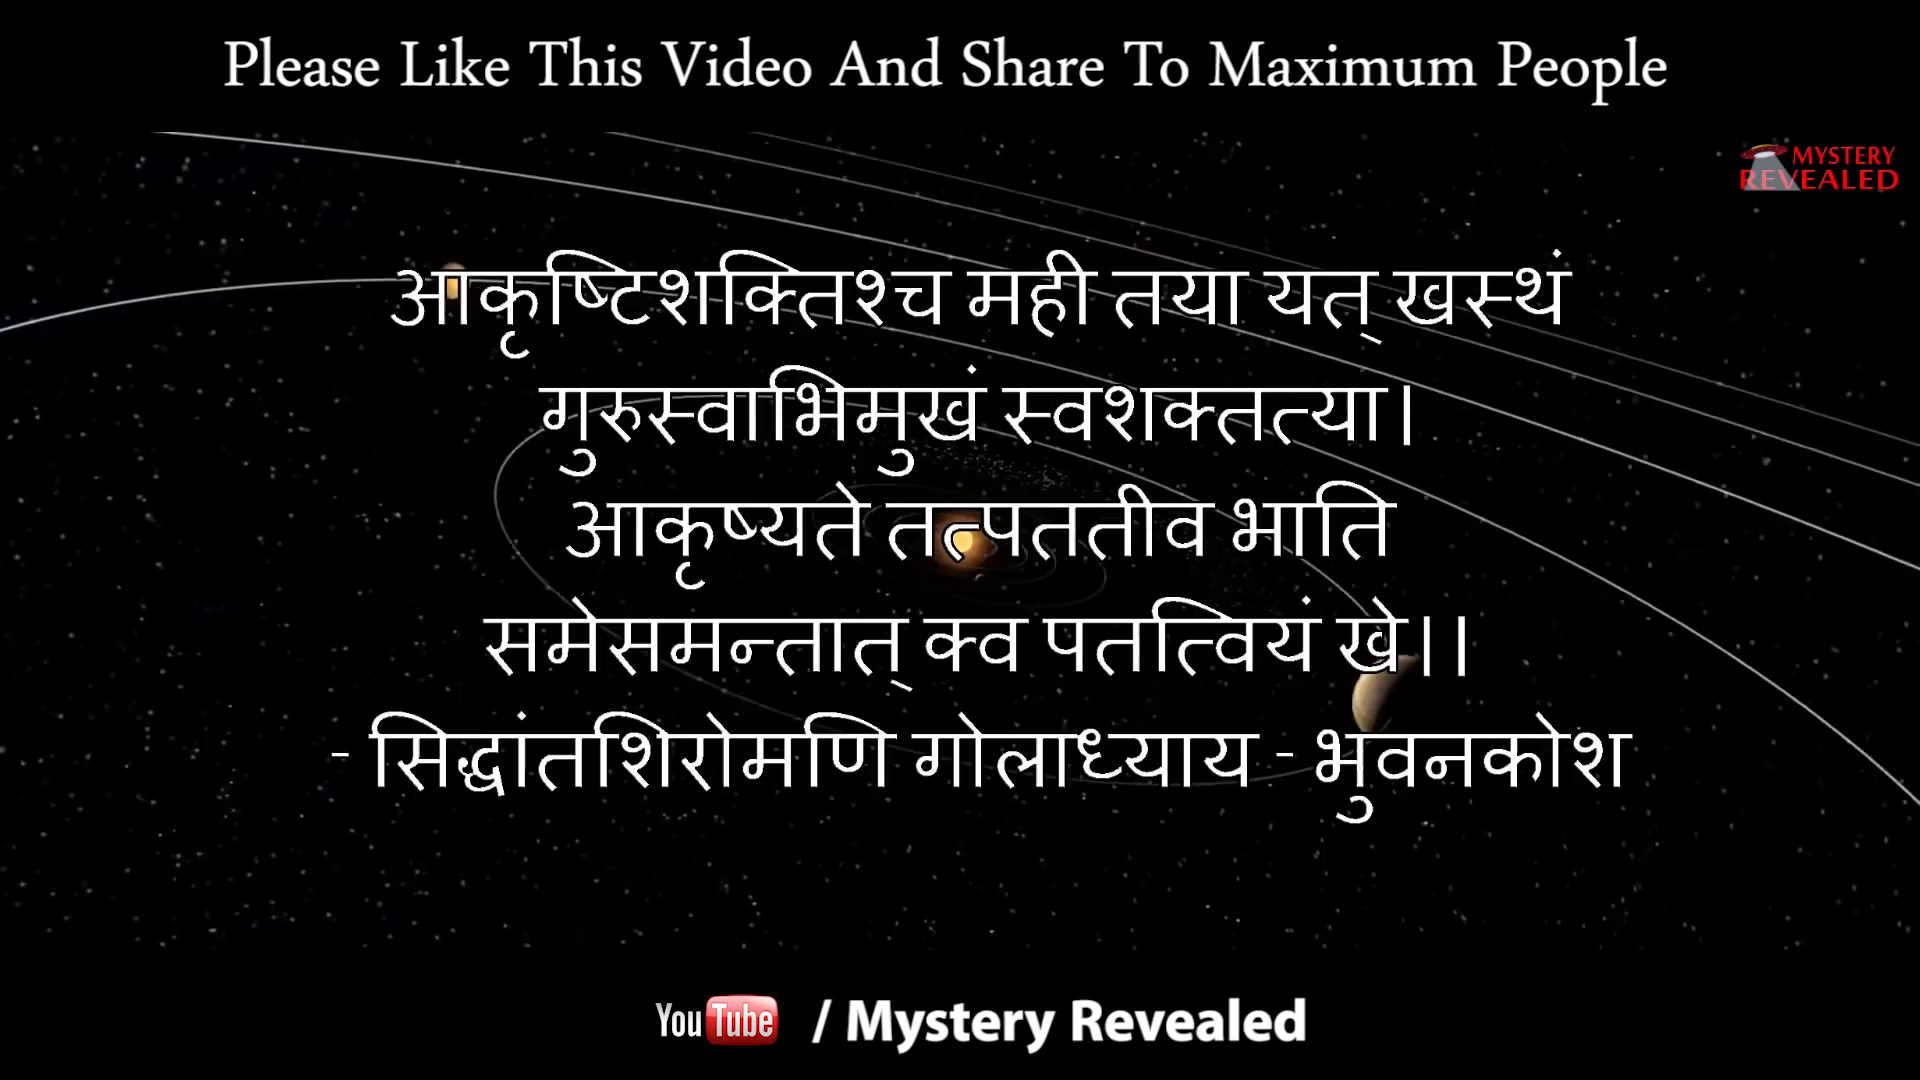 Please Like This Video And Share To Maximum People
MYSTERY
REVEALED
आकृष्टिशक्तिश्च मही तया यत् खस्थं
गुरुस्वाभिमुखं स्वशक्तत्या।
आकृष्यते तत्पततीव भाति
समेसमन्तात् क्व पतत्वियं खे।।
- सिद्धांतशिरोमणि गोलाध्याय - भुवनकोश
YouTube / Mystery Revealed